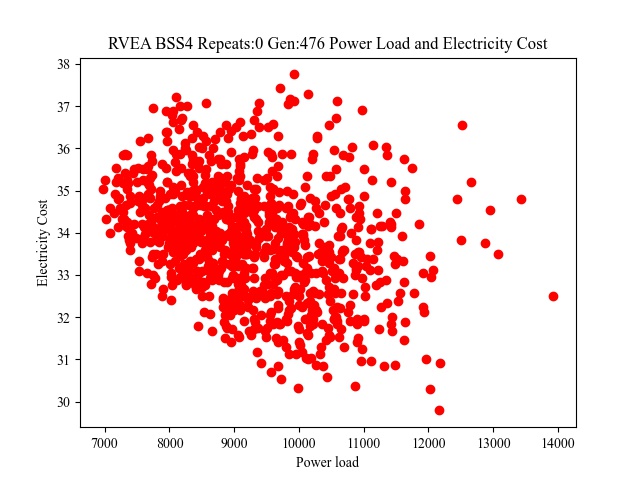 RVEA BSS4 Repeats:0 Gen:476 Power Load and Electricity Cost
38
37
36
35
34
33
32
31
30
Electricity Cost
7000 8000 9000 10000 11000 12000 13000 14000
Power load